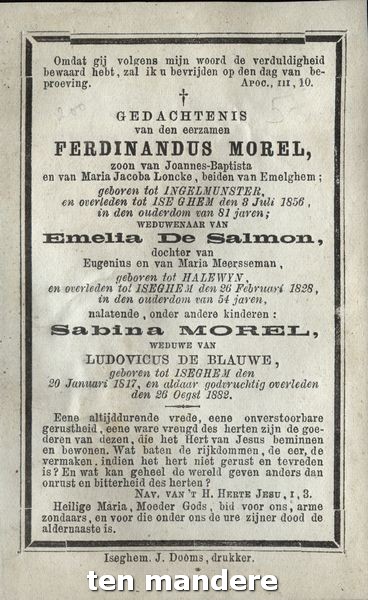 Omdat gij volgens mijn woord de verduldigheid
bewaard hebt, zal ik u bevrijden op den dag van be-
proeving. Apoc., III, 10.
†
GEDACHTENIS
van den eerzamen
FERDINANDUS MOREL,
zoon van Joannes-Baptista
en van Maria Jacoba Loncke, beiden van Emelghem;
geboren tot INGELMUNSTER,
en overleden tot ISEGHEM den 3 Juli 1856,
in den ouderdom van 81 jaren;
WEDUWENAAR VAN
Emelia De Salmon,
dochter van
Eugenius en van Maria Meersseman,
geboren tot HALEWYN,
en overleden tot ISEGHEM den 26 Februari 1828,
in den ouderdom van 54 jaren,
nalatende, onder andere kinderen:
Sabina MOREL,
WEDUWE VAN
LUDOVICUS DE BLAUWE,
geboren tot ISEGHEM den
20 Januari 1817, en aldaar godvruchtig overleden
den 26 Oegst 1882.
Eene altijddurende vrede, eene onverstoorbare
gerustheid, eene ware vreugd des herten zijn de goe-
deren van dezen, die het Hert van Jesus beminnen
en bewonen. Wat baten de rijkdommen, de eer, de
vermaken, indien het hert niet gerust en tevreden
is? En wat kan geheel de wereld geven anders dan
onrust en bitterheid des herten?
Nav. van 't H. Herte Jesu, I, 3.
Heilige Maria, Moeder Gods, bid voor ons, arme
zondaars, en voor die onder ons de ure zijner dood de
aldernaaste is.
Iseghem. J. Dooms, drukker.
ten mandere